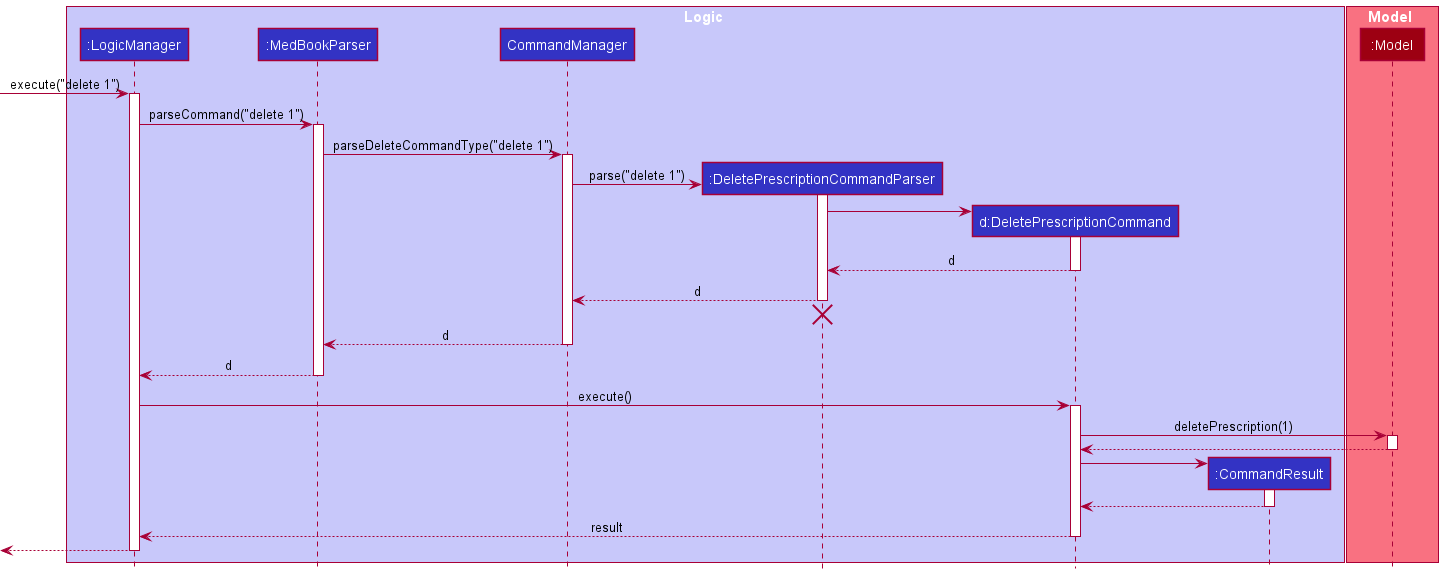 Logic
Model
:LogicManager
:MedBookParser
CommandManager
:Model
execute("delete 1")
parseCommand("delete 1")
parseDeleteCommandType("delete 1")
parse("delete 1")
:DeletePrescriptionCommandParser
d:DeletePrescriptionCommand
d
d
d
d
execute()
deletePrescription(1)
:CommandResult
result